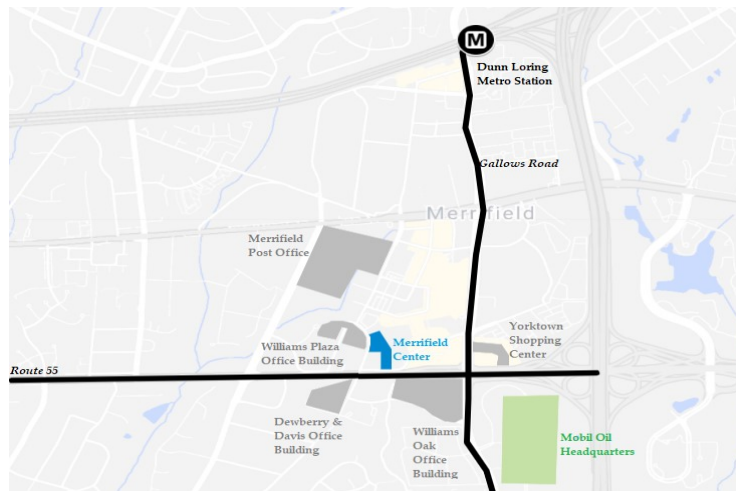 M
Dunn Loring
Metro Station
Gallows Road
Merrifield
Merrifield
Post Office
Yorktown
Shopping
Center
Williams Plaza
Office Building
Merrifield
Center
Route 55
Dewberry &
Davis Office
Building
Williams
Oak
Office
Building
Mobil Oil
Headquarters